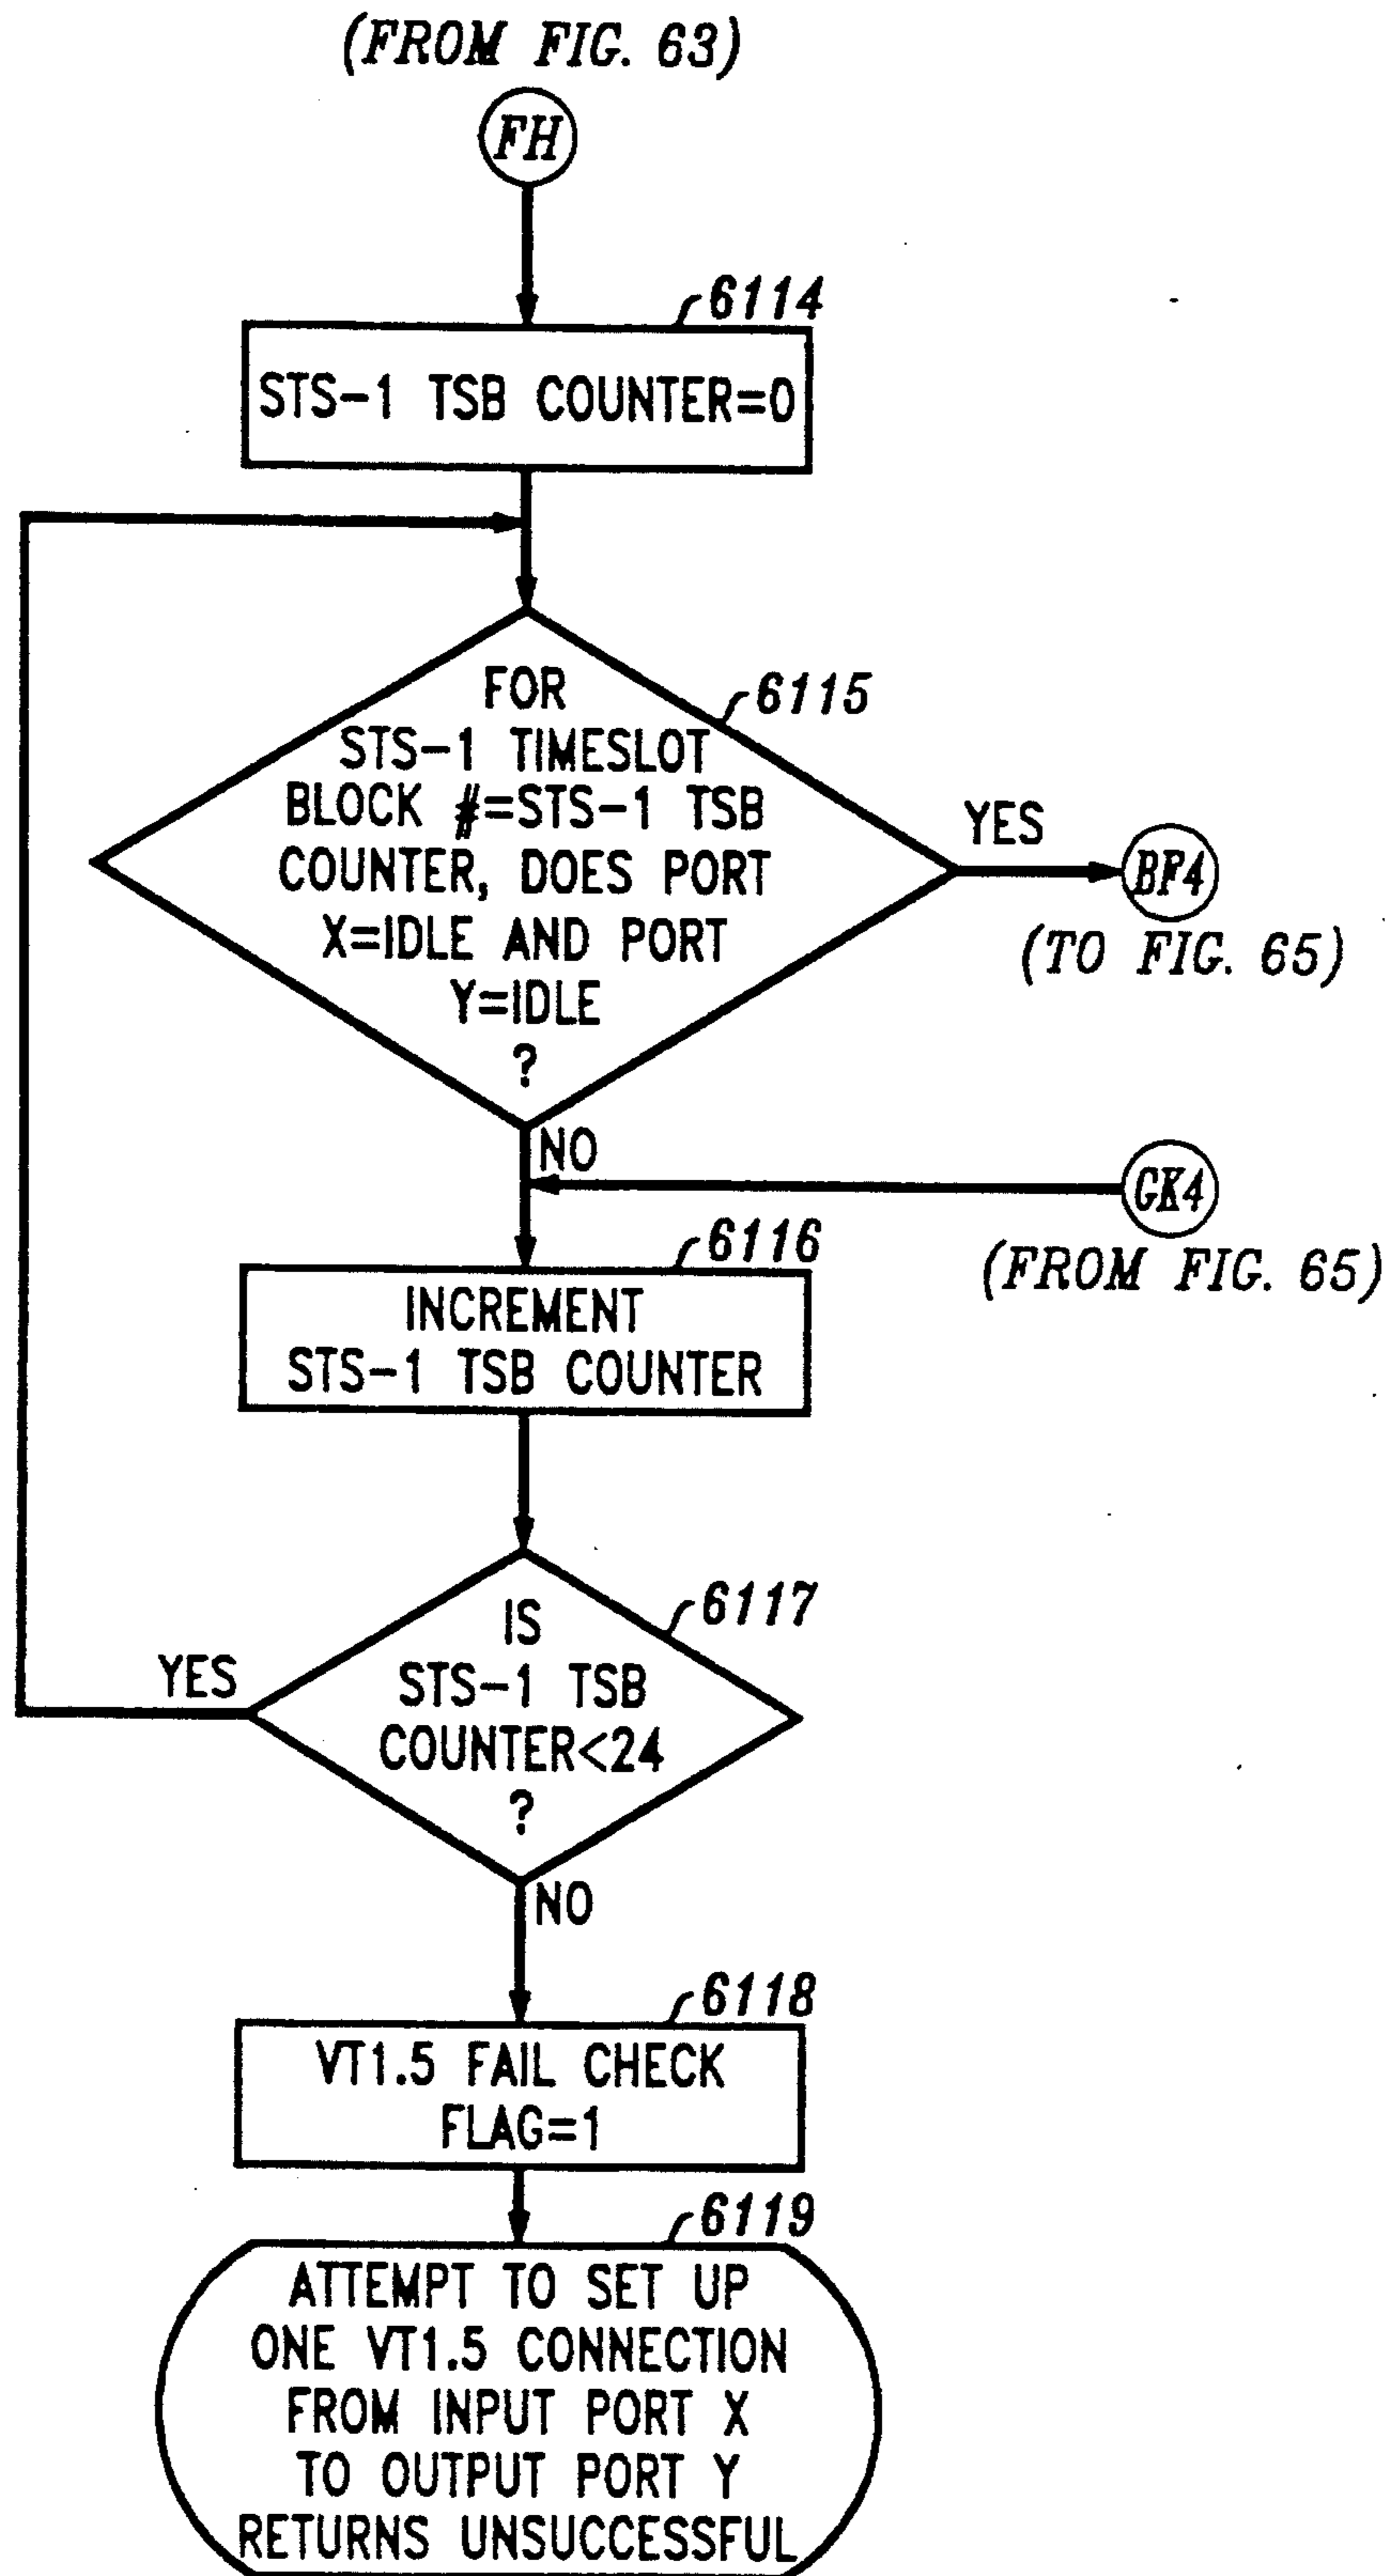 (FROM FIG. 63)
FH
6114
STS-1 TSB COUNTER=0
6115
FOR
STS-1 TIMESLOT
BLOCK #=STS-1 TSB
COUNTER, DOES PORT
X=IDLE AND PORT
Y=IDLE
?
YES
BF4
(TO FIG. 65)
NO
GK4
(FROM FIG. 65)
6116
INCREMENT
STS-1 TSB COUNTER
6117
IS
STS-1 TSB
COUNTER<24
?
YES
NO
6118
VT1.5 FAIL CHECK
FLAG=1
6119
ATTEMPT TO SET UP
ONE VT1.5 CONNECTION
FROM INPUT PORT X
TO OUTPUT PORT Y
RETURNS UNSUCCESSFUL